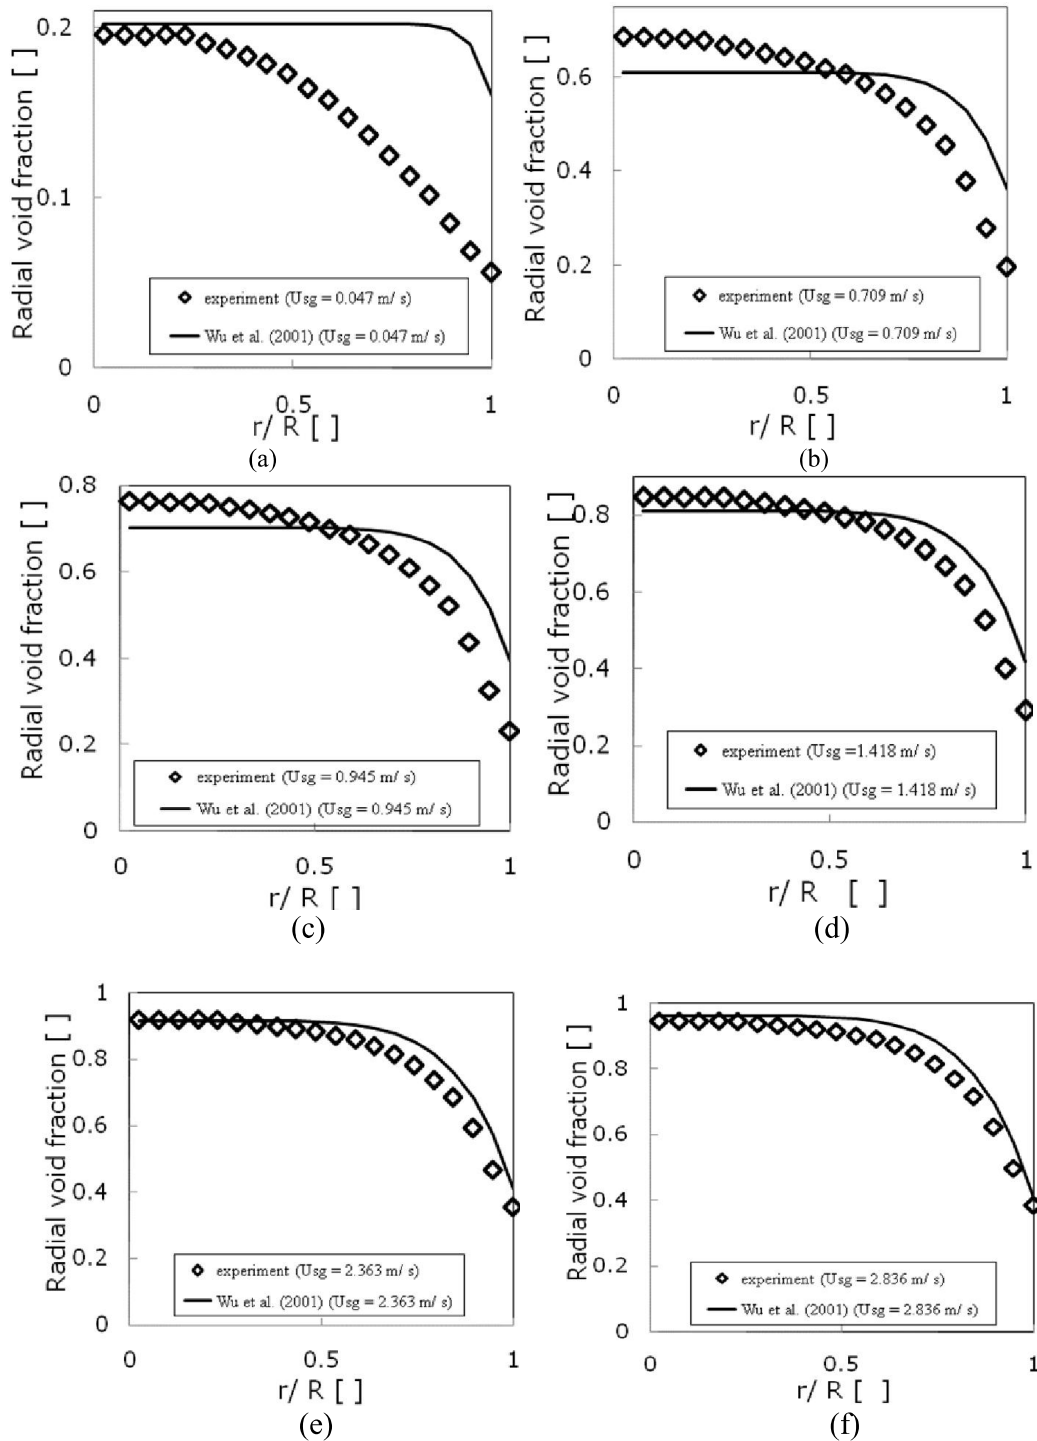 Radial void fraction [ ]
0.2
0.1
0
experiment (Usg = 0.047 m/ s)
Wu et al. (2001) (Usg = 0.047 m/ s)
0
0.5
1
r/ R [ ]
(a)
Radial void fraction [ ]
0.6
0.4
0.2
0
experiment (Usg = 0.709 m/ s)
Wu et al. (2001) (Usg = 0.709 m/ s)
0
0.5
1
r/ R [ ]
(b)
Radial void fraction [ ]
0.8
0.6
0.4
0.2
0
experiment (Usg = 0.945 m/ s)
Wu et al. (2001) (Usg = 0.945 m/ s)
0
0.5
1
r/ R [ ]
(c)
Radial void fraction [ ]
0.8
0.6
0.4
0.2
0
experiment (Usg =1.418 m/ s)
Wu et al. (2001) (Usg = 1.418 m/ s)
0
0.5
1
r/ R [ ]
(d)
Radial void fraction [ ]
1
0.8
0.6
0.4
0.2
0
experiment (Usg = 2.363 m/ s)
Wu et al. (2001) (Usg = 2.363 m/ s)
0
0.5
1
r/ R [ ]
(e)
Radial void fraction [ ]
1
0.8
0.6
0.4
0.2
0
experiment (Usg = 2.836 m/ s)
Wu et al. (2001) (Usg = 2.836 m/ s)
0
0.5
1
r/ R [ ]
(f)